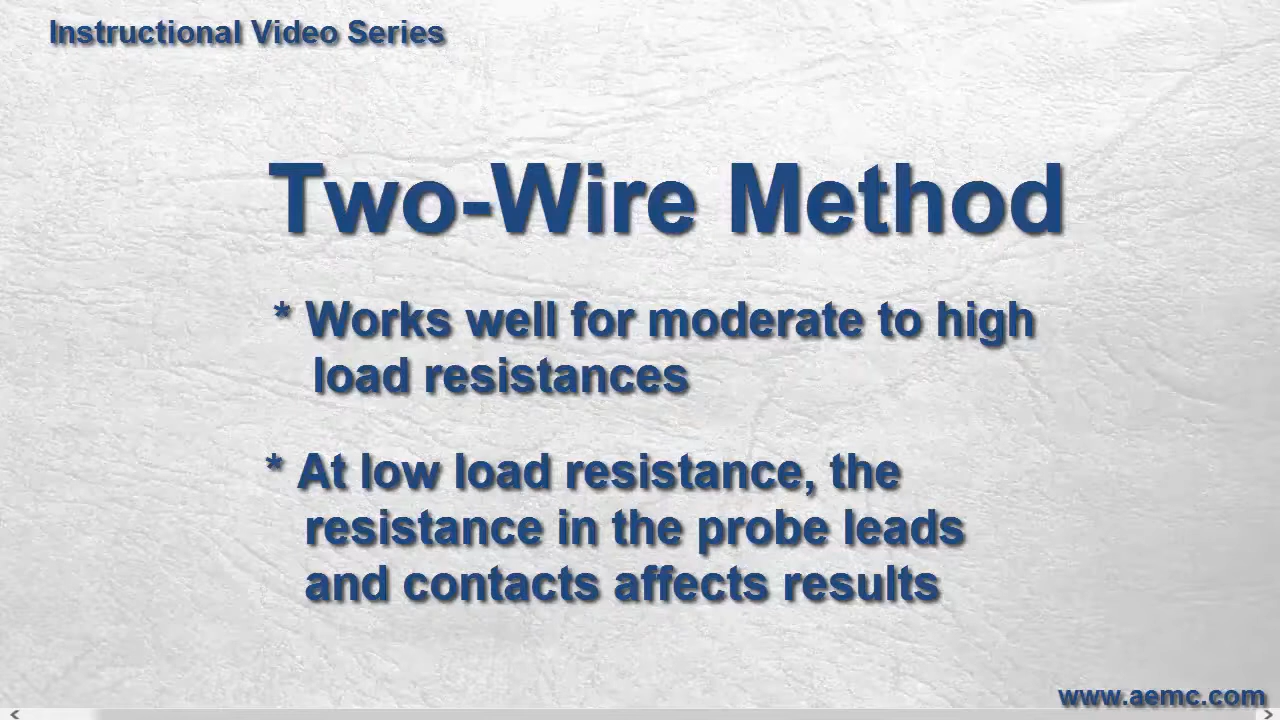 Instructional Video Series
Two-Wire Method
* Works well for moderate to high
load resistances
* At low load resistance, the
resistance in the probe leads
and contacts affects results
www.aemc.com